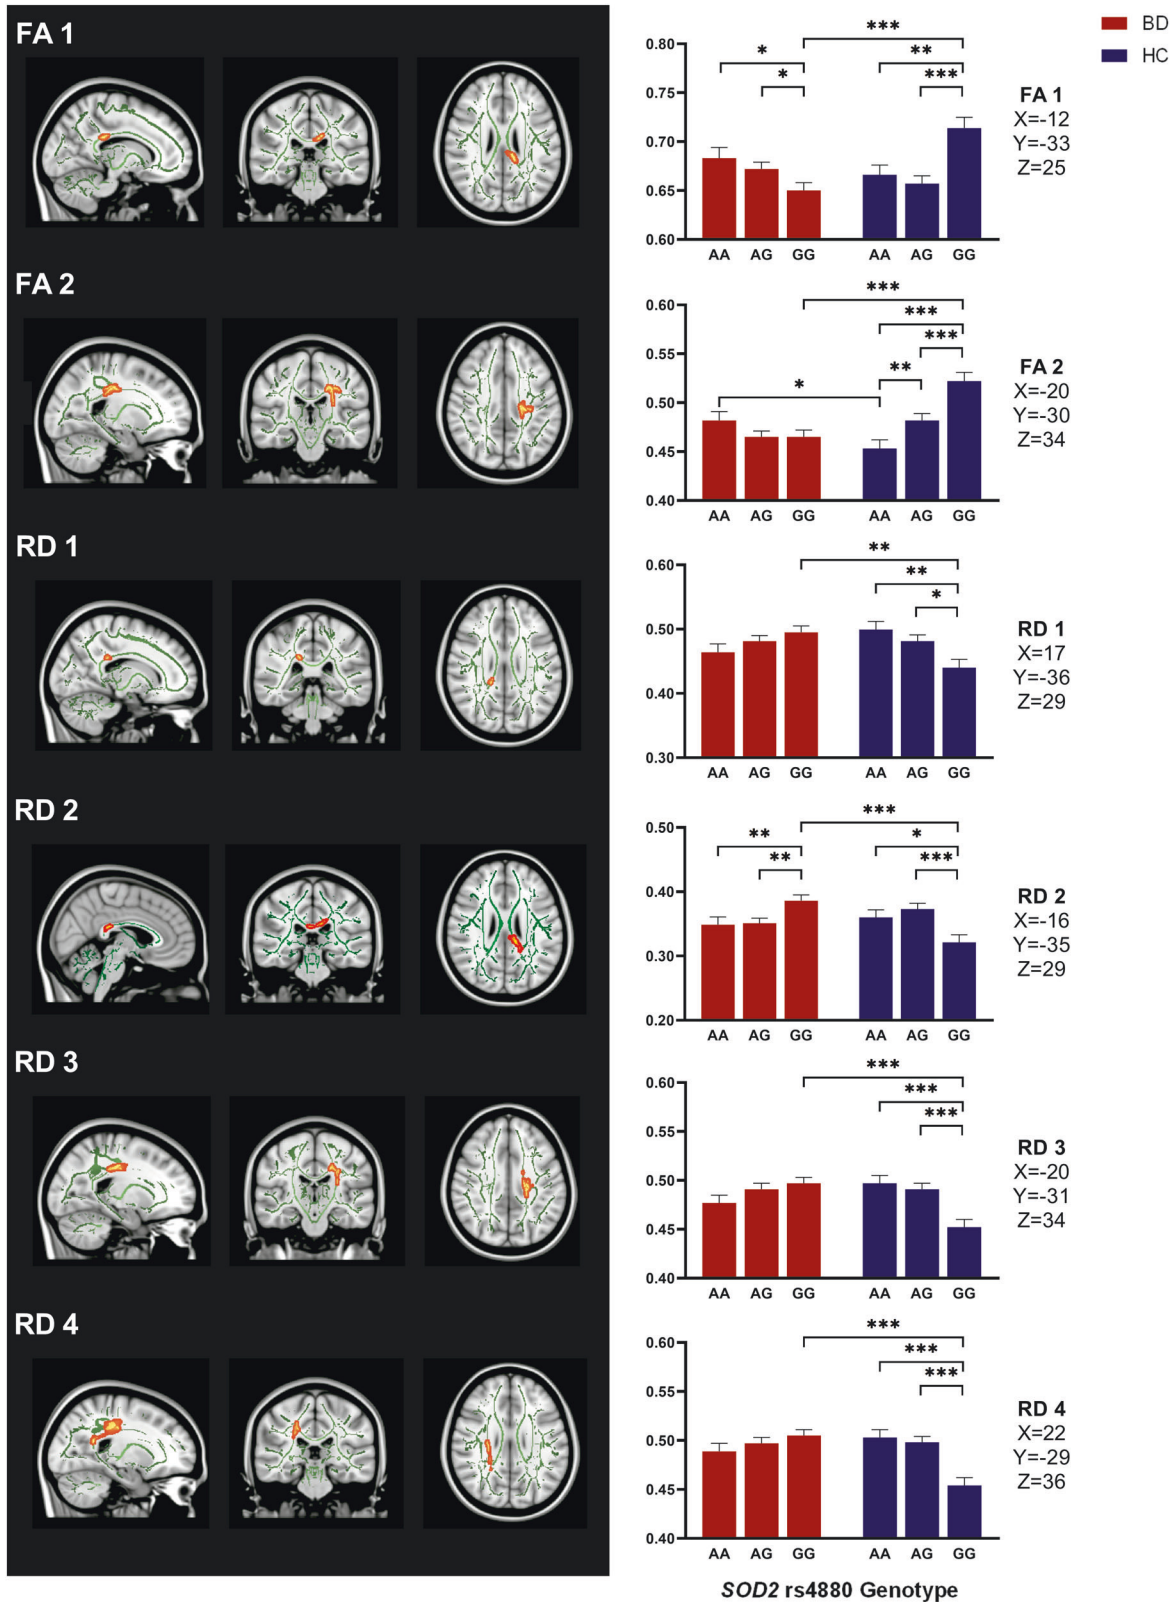 BD
HC
FA 1
***
*
**
*
***
0.80
0.75
0.70
0.65
0.60
AA AG GG AA AG GG
FA 1
X=-12
Y=-33
Z=25
FA 2
***
***
***
**
*
0.60
0.55
0.50
0.45
0.40
AA AG GG AA AG GG
FA 2
X=-20
Y=-30
Z=34
RD 1
**
**
*
0.60
0.50
0.40
0.30
AA AG GG AA AG GG
RD 1
X=17
Y=-36
Z=29
RD 2
***
**
*
**
***
0.50
0.40
0.30
0.20
AA AG GG AA AG GG
RD 2
X=-16
Y=-35
Z=29
RD 3
***
***
***
0.60
0.55
0.50
0.45
0.40
AA AG GG AA AG GG
RD 3
X=-20
Y=-31
Z=34
RD 4
***
***
***
0.60
0.55
0.50
0.45
0.40
AA AG GG AA AG GG
RD 4
X=22
Y=-29
Z=36
SOD2 rs4880 Genotype